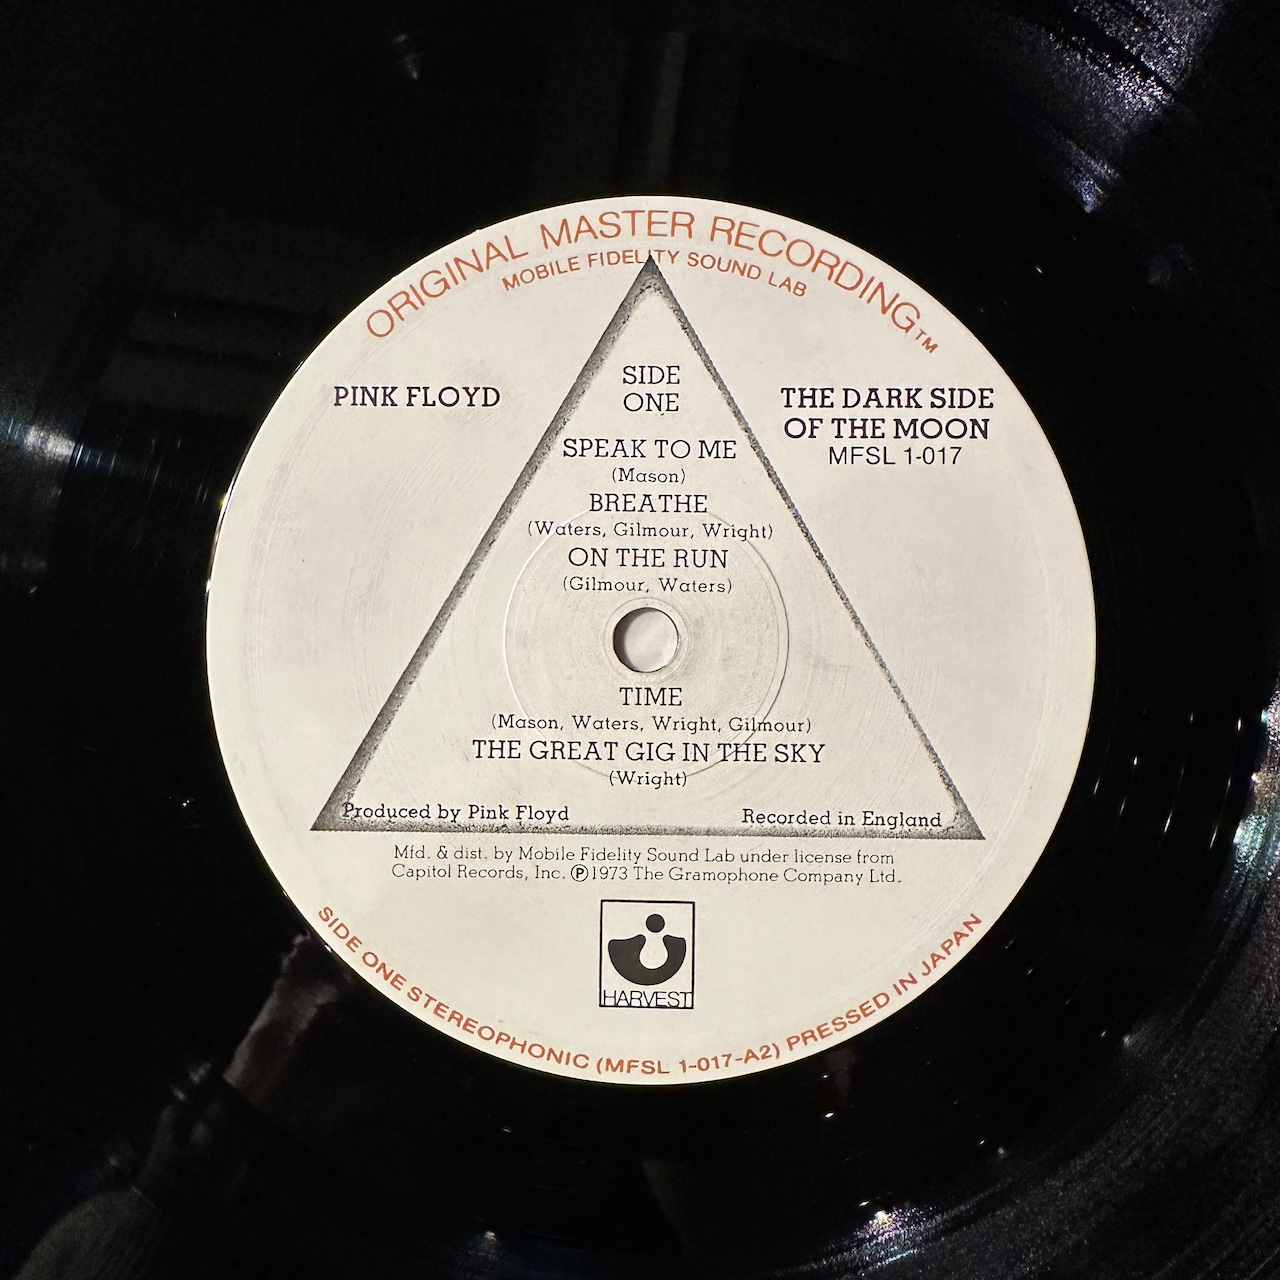 ORIGINAL MASTER RECORDING™
MOBILE FIDELITY SOUND LAB
PINK FLOYD
THE DARK SIDE
OF THE MOON
MFSL 1-017
SIDE
ONE
SPEAK TO ME
(Mason)
BREATHE
(Waters, Gilmour, Wright)
ON THE RUN
(Gilmour, Waters)
TIME
(Mason, Waters, Wright, Gilmour)
THE GREAT GIG IN THE SKY
(Wright)
Produced by Pink Floyd
Recorded in England
Mfd. & dist. by Mobile Fidelity Sound Lab under license from
Capitol Records, Inc. ℗1973 The Gramophone Company Ltd.
HARVEST
SIDE ONE STEREOPHONIC (MFSL 1-017-A2) PRESSED IN JAPAN